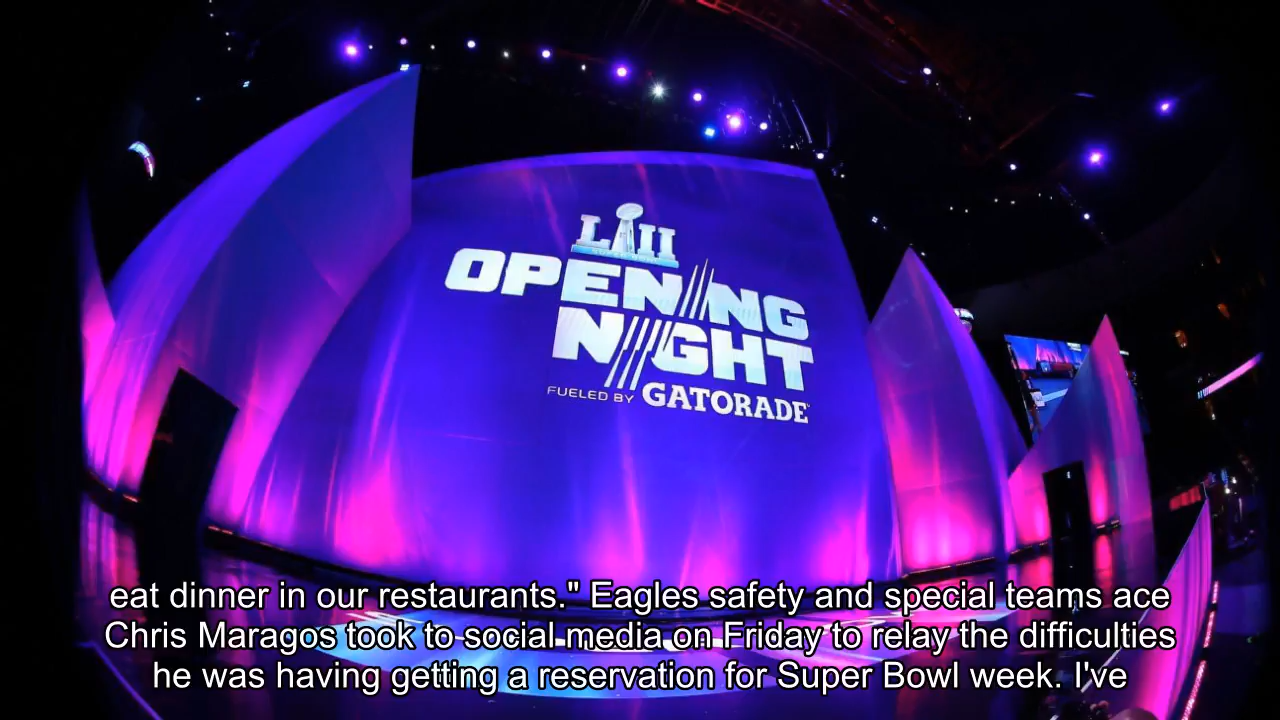 LII
OPENING
NIGHT
FUELED BY GATORADE
eat dinner in our restaurants." Eagles safety and special teams ace
Chris Maragos took to social media on Friday to relay the difficulties
he was having getting a reservation for Super Bowl week. I've